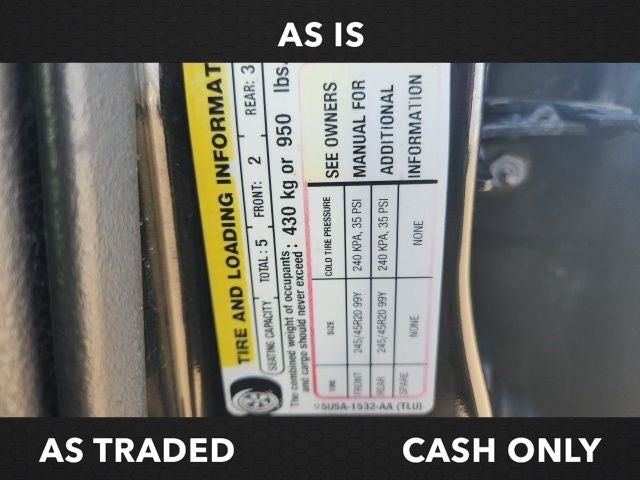 AS IS
TIRE AND LOADING INFORMAT
SEATING CAPACITY TOTAL : 5 FRONT: 2 REAR: 3
The combined weight of occupants
and cargo should never exceed : 430 kg or 950 lbs.
TIRE SIZE COLD TIRE PRESSURE
FRONT 245/45R20 99Y 240 KPA, 35 PSI
REAR 245/45R20 99Y 240 KPA, 35 PSI
SPARE NONE NONE
SEE OWNERS
MANUAL FOR
ADDITIONAL
INFORMATION
5U5A-1532-AA (TLU)
AS TRADED
CASH ONLY